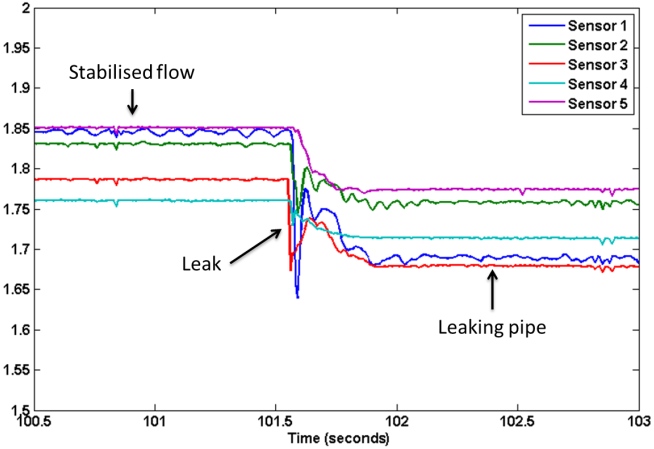 2
1.95
1.9
1.85
1.8
1.75
1.7
1.65
1.6
1.55
1.5
100.5
101
101.5
102
102.5
103
Time (seconds)
Stabilised flow
Leak
Leaking pipe
Sensor 1
Sensor 2
Sensor 3
Sensor 4
Sensor 5